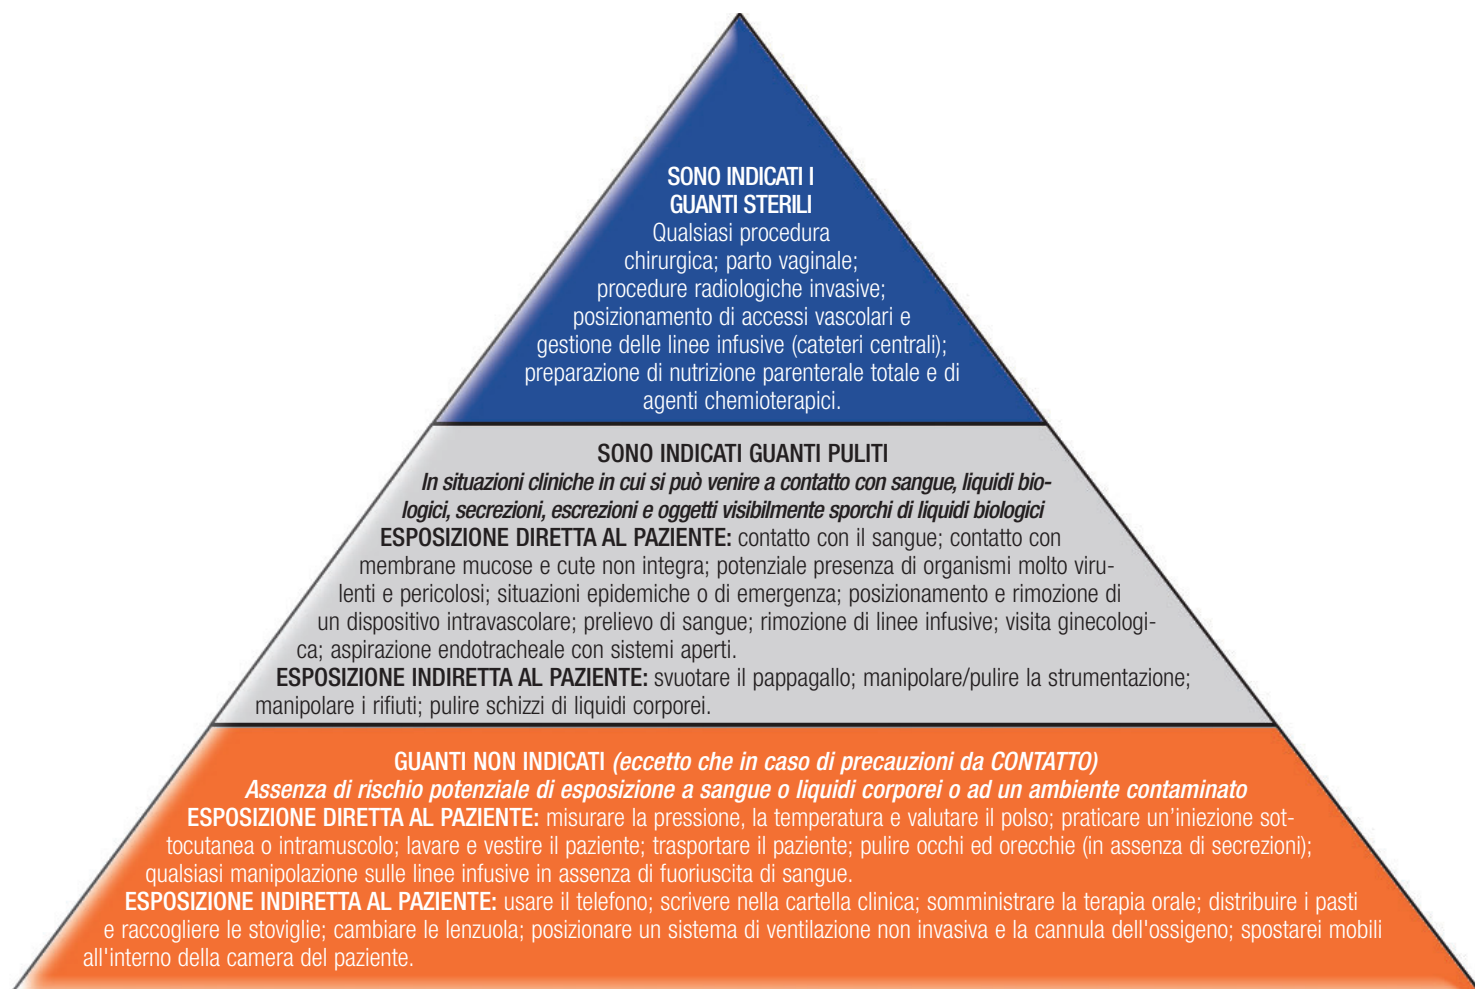 SONO INDICATI I
GUANTI STERILI
Qualsiasi procedura
chirurgica; parto vaginale;
procedure radiologiche invasive;
posizionamento di accessi vascolari e
gestione delle linee infusive (cateteri centrali);
preparazione di nutrizione parenterale totale e di
agenti chemioterapici.
SONO INDICATI GUANTI PULITI
In situazioni cliniche in cui si può venire a contatto con sangue, liquidi bio-
logici, secrezioni, escrezioni e oggetti visibilmente sporchi di liquidi biologici
ESPOSIZIONE DIRETTA AL PAZIENTE: contatto con il sangue; contatto con
membrane mucose e cute non integra; potenziale presenza di organismi molto viru-
lenti e pericolosi; situazioni epidemiche o di emergenza; posizionamento e rimozione di
un dispositivo intravascolare; prelievo di sangue; rimozione di linee infusive; visita ginecologi-
ca; aspirazione endotracheale con sistemi aperti.
ESPOSIZIONE INDIRETTA AL PAZIENTE: svuotare il pappagallo; manipolare/pulire la strumentazione;
manipolare i rifiuti; pulire schizzi di liquidi corporei.
GUANTI NON INDICATI (eccetto che in caso di precauzioni da CONTATTO)
Assenza di rischio potenziale di esposizione a sangue o liquidi corporei o ad un ambiente contaminato
ESPOSIZIONE DIRETTA AL PAZIENTE: misurare la pressione, la temperatura e valutare il polso; praticare un'iniezione sot-
tocutanea o intramuscolo; lavare e vestire il paziente; trasportare il paziente; pulire occhi ed orecchie (in assenza di secrezioni);
qualsiasi manipolazione sulle linee infusive in assenza di fuoriuscita di sangue.
ESPOSIZIONE INDIRETTA AL PAZIENTE: usare il telefono; scrivere nella cartella clinica; somministrare la terapia orale; distribuire i pasti
e raccogliere le stoviglie; cambiare le lenzuola; posizionare un sistema di ventilazione non invasiva e la cannula dell'ossigeno; spostarei mobili
all'interno della camera del paziente.